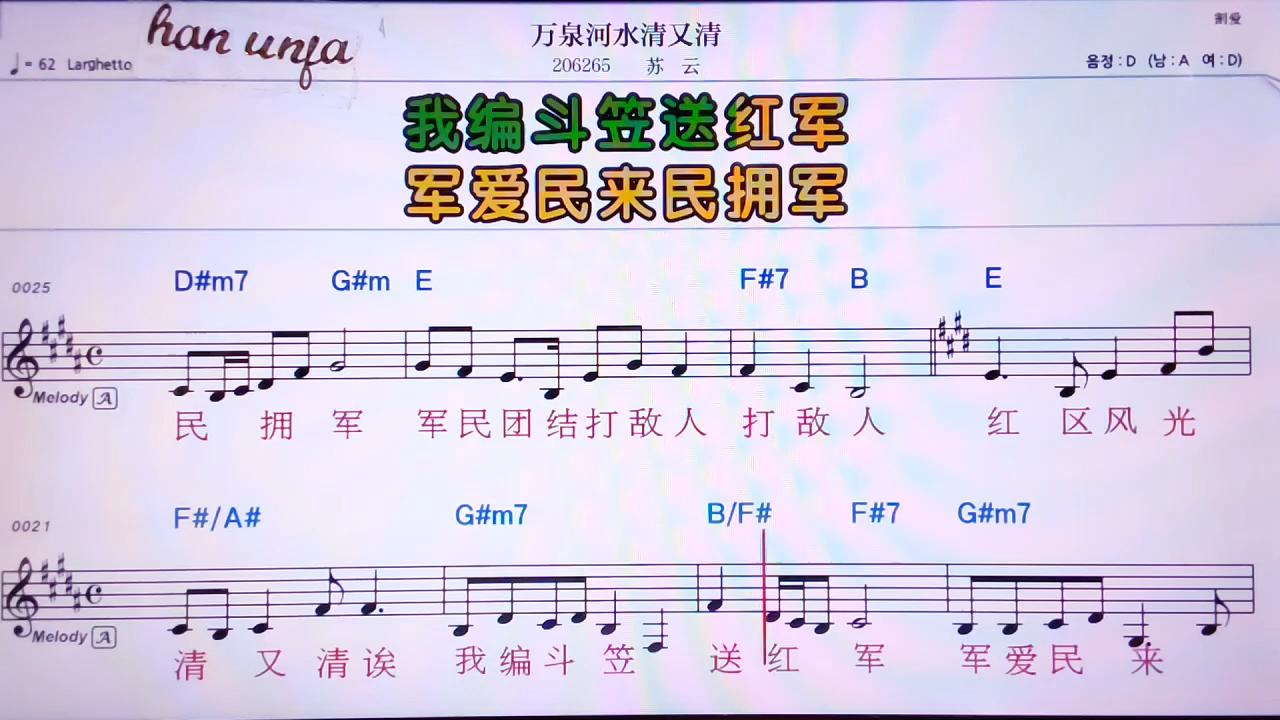 han unfa
万泉河水清又清
割爱
♩= 62 Larghetto
206265 苏 云
음정:D (남:A 여:D)
我编斗笠送红军
军爱民来民拥军
D#m7 G#m E F#7 B E
0025
Melody A
民 拥 军 军 民 团 结 打 敌 人 打 敌 人 红 区 风 光
F#/A# G#m7 B/F# F#7 G#m7
0021
Melody A
清 又 清 诶 我 编 斗 笠 送 红 军 军 爱 民 来